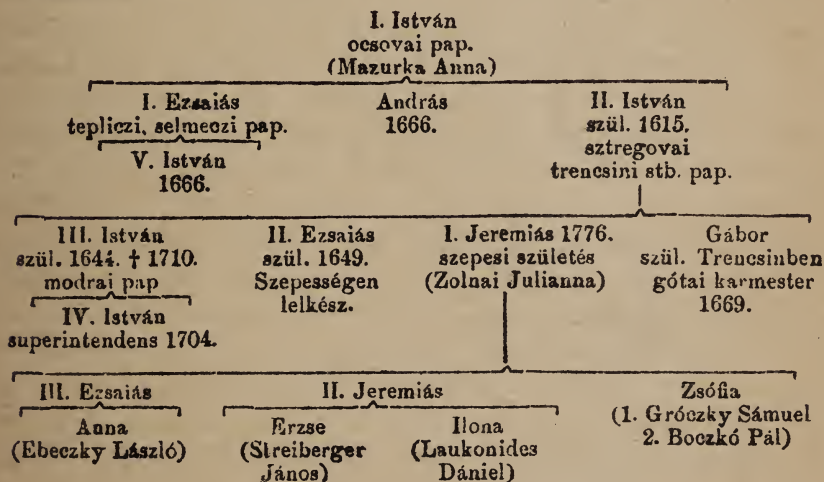 I. István
ocsovai pap.
(Mazurka Anna)
I. Ezsaiás
tepliczi, selmeczi pap.
V. István
1666.
András
1666.
II. István
szül. 1615.
sztregovai
trencsini stb. pap.
III. István
szül. 1644. † 1710.
modrai pap
IV. István
superintendens 1704.
II. Ezsaiás
szül. 1649.
Szepességen
lelkész.
I. Jeremiás 1776.
szepesi születés
(Zolnai Julianna)
Gábor
szül. Trencsinben
gótai karmester
1669.
III. Ezsaiás
Anna
(Ebeczky László)
II. Jeremiás
Erzse
(Streiberger
János)
Ilona
(Laukonides
Dániel)
Zsófia
(1. Gróczky Sámuel
2. Boczkó Pál)